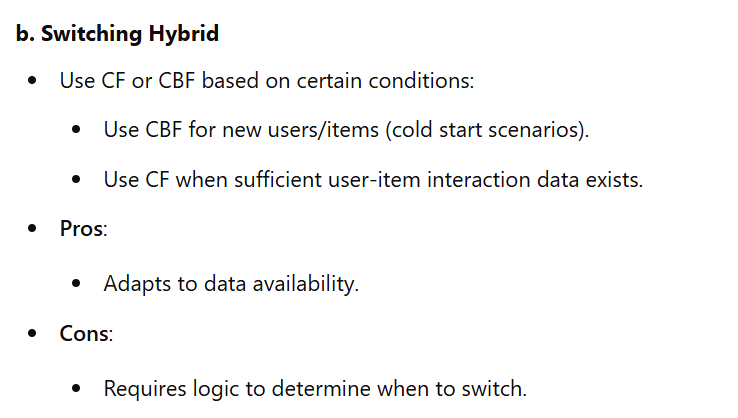 b. Switching Hybrid
• Use CF or CBF based on certain conditions:
• Use CBF for new users/items (cold start scenarios).
• Use CF when sufficient user-item interaction data exists.
• Pros:
• Adapts to data availability.
• Cons:
• Requires logic to determine when to switch.